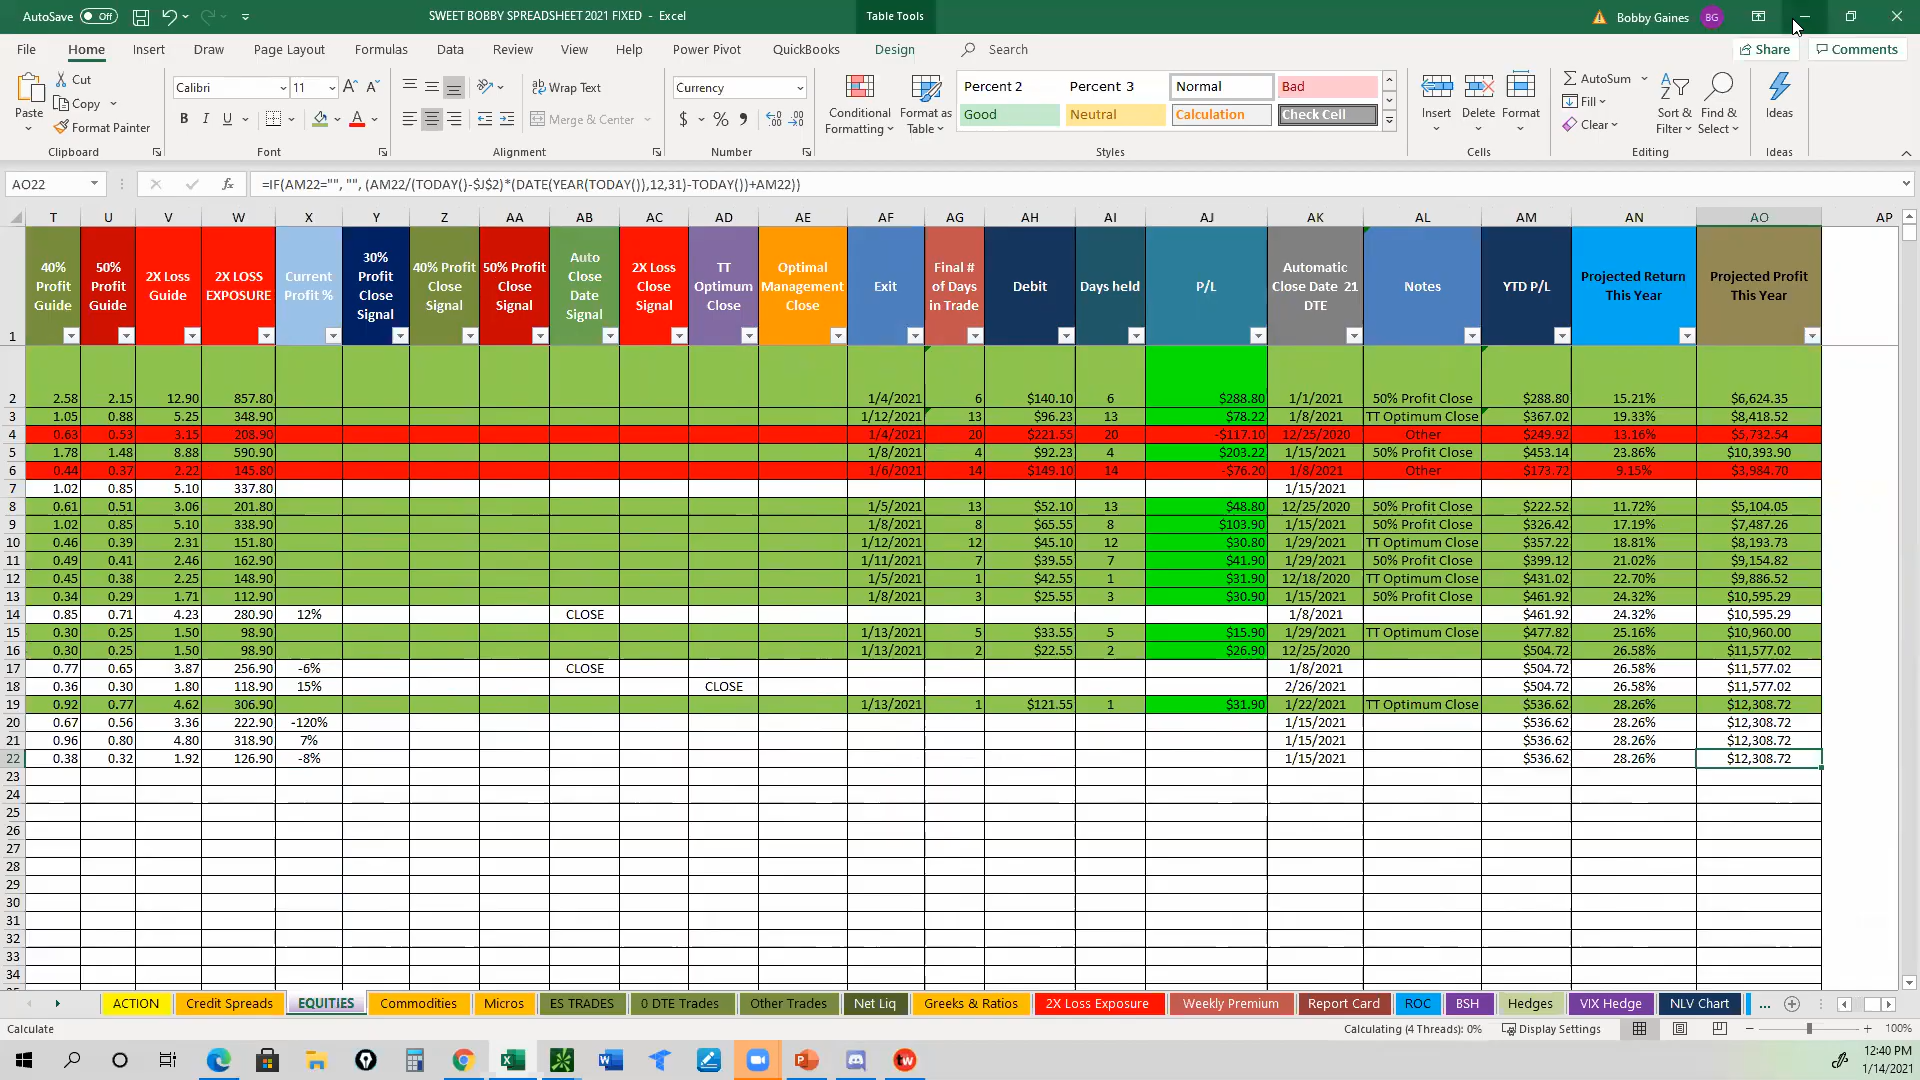 AutoSave Off SWEET BOBBY SPREADSHEET 2021 FIXED - Excel Table Tools Bobby Gaines BG
File Home Insert Draw Page Layout Formulas Data Review View Help Power Pivot QuickBooks Design Search Share Comments
Paste Cut Copy Format Painter Clipboard
Calibri 11 B I U A Font
Wrap Text Merge & Center Alignment
Currency $ % Number
Conditional Formatting Format as Table Percent 2 Percent 3 Normal Bad Good Neutral Calculation Check Cell Styles
Insert Delete Format Cells
AutoSum Fill Clear Sort & Filter Find & Select Editing
Ideas Ideas
AO22 fx =IF(AM22="", "", (AM22/(TODAY()-$J$2)*(DATE(YEAR(TODAY()),12,31)-TODAY())+AM22))
T U V W X Y Z AA AB AC AD AE AF AG AH AI AJ AK AL AM AN AO AP
1 40% Profit Guide 50% Profit Guide 2X Loss Guide 2X LOSS EXPOSURE Current Profit % 30% Profit Close Signal 40% Profit Close Signal 50% Profit Close Signal Auto Close Date Signal 2X Loss Close Signal TT Optimum Close Optimal Management Close Exit Final # of Days in Trade Debit Days held P/L Automatic Close Date 21 DTE Notes YTD P/L Projected Return This Year Projected Profit This Year
2 2.58 2.15 12.90 857.80 1/4/2021 6 $140.10 6 $288.80 1/1/2021 50% Profit Close $288.80 15.21% $6,624.35
3 1.05 0.88 5.25 348.90 1/12/2021 13 $96.23 13 $78.22 1/8/2021 TT Optimum Close $367.02 19.33% $8,418.52
4 0.63 0.53 3.15 208.90 1/4/2021 20 $221.55 20 -$117.10 12/25/2020 Other $249.92 13.16% $5,732.54
5 1.78 1.48 8.88 590.90 1/8/2021 4 $92.23 4 $203.22 1/15/2021 50% Profit Close $453.14 23.86% $10,393.90
6 0.44 0.37 2.22 145.80 1/6/2021 14 $149.10 14 -$76.20 1/8/2021 Other $173.72 9.15% $3,984.70
7 1.02 0.85 5.10 337.80 1/15/2021
8 0.61 0.51 3.06 201.80 1/5/2021 13 $52.10 13 $48.80 12/25/2020 50% Profit Close $222.52 11.72% $5,104.05
9 1.02 0.85 5.10 338.90 1/8/2021 8 $65.55 8 $103.90 1/15/2021 50% Profit Close $326.42 17.19% $7,487.26
10 0.46 0.39 2.31 151.80 1/12/2021 12 $45.10 12 $30.80 1/29/2021 TT Optimum Close $357.22 18.81% $8,193.73
11 0.49 0.41 2.46 162.90 1/11/2021 7 $39.55 7 $41.90 1/29/2021 50% Profit Close $399.12 21.02% $9,154.82
12 0.45 0.38 2.25 148.90 1/5/2021 1 $42.55 1 $31.90 12/18/2020 TT Optimum Close $431.02 22.70% $9,886.52
13 0.34 0.29 1.71 112.90 1/8/2021 3 $25.55 3 $30.90 1/15/2021 50% Profit Close $461.92 24.32% $10,595.29
14 0.85 0.71 4.23 280.90 12% CLOSE 1/8/2021 $461.92 24.32% $10,595.29
15 0.30 0.25 1.50 98.90 1/13/2021 5 $33.55 5 $15.90 1/29/2021 TT Optimum Close $477.82 25.16% $10,960.00
16 0.30 0.25 1.50 98.90 1/13/2021 2 $22.55 2 $26.90 12/25/2020 $504.72 26.58% $11,577.02
17 0.77 0.65 3.87 256.90 -6% CLOSE 1/8/2021 $504.72 26.58% $11,577.02
18 0.36 0.30 1.80 118.90 15% CLOSE 2/26/2021 $504.72 26.58% $11,577.02
19 0.92 0.77 4.62 306.90 1/13/2021 1 $121.55 1 $31.90 1/22/2021 TT Optimum Close $536.62 28.26% $12,308.72
20 0.67 0.56 3.36 222.90 -120% 1/15/2021 $536.62 28.26% $12,308.72
21 0.96 0.80 4.80 318.90 7% 1/15/2021 $536.62 28.26% $12,308.72
22 0.38 0.32 1.92 126.90 -8% 1/15/2021 $536.62 28.26% $12,308.72
23
24
25
26
27
28
29
30
31
32
33
34
ACTION Credit Spreads EQUITIES Commodities Micros ES TRADES 0 DTE Trades Other Trades Net Liq Greeks & Ratios 2X Loss Exposure Weekly Premium Report Card ROC BSH Hedges VIX Hedge NLV Chart ...
Calculate Calculating (4 Threads): 0% Display Settings 100%
12:40 PM
1/14/2021